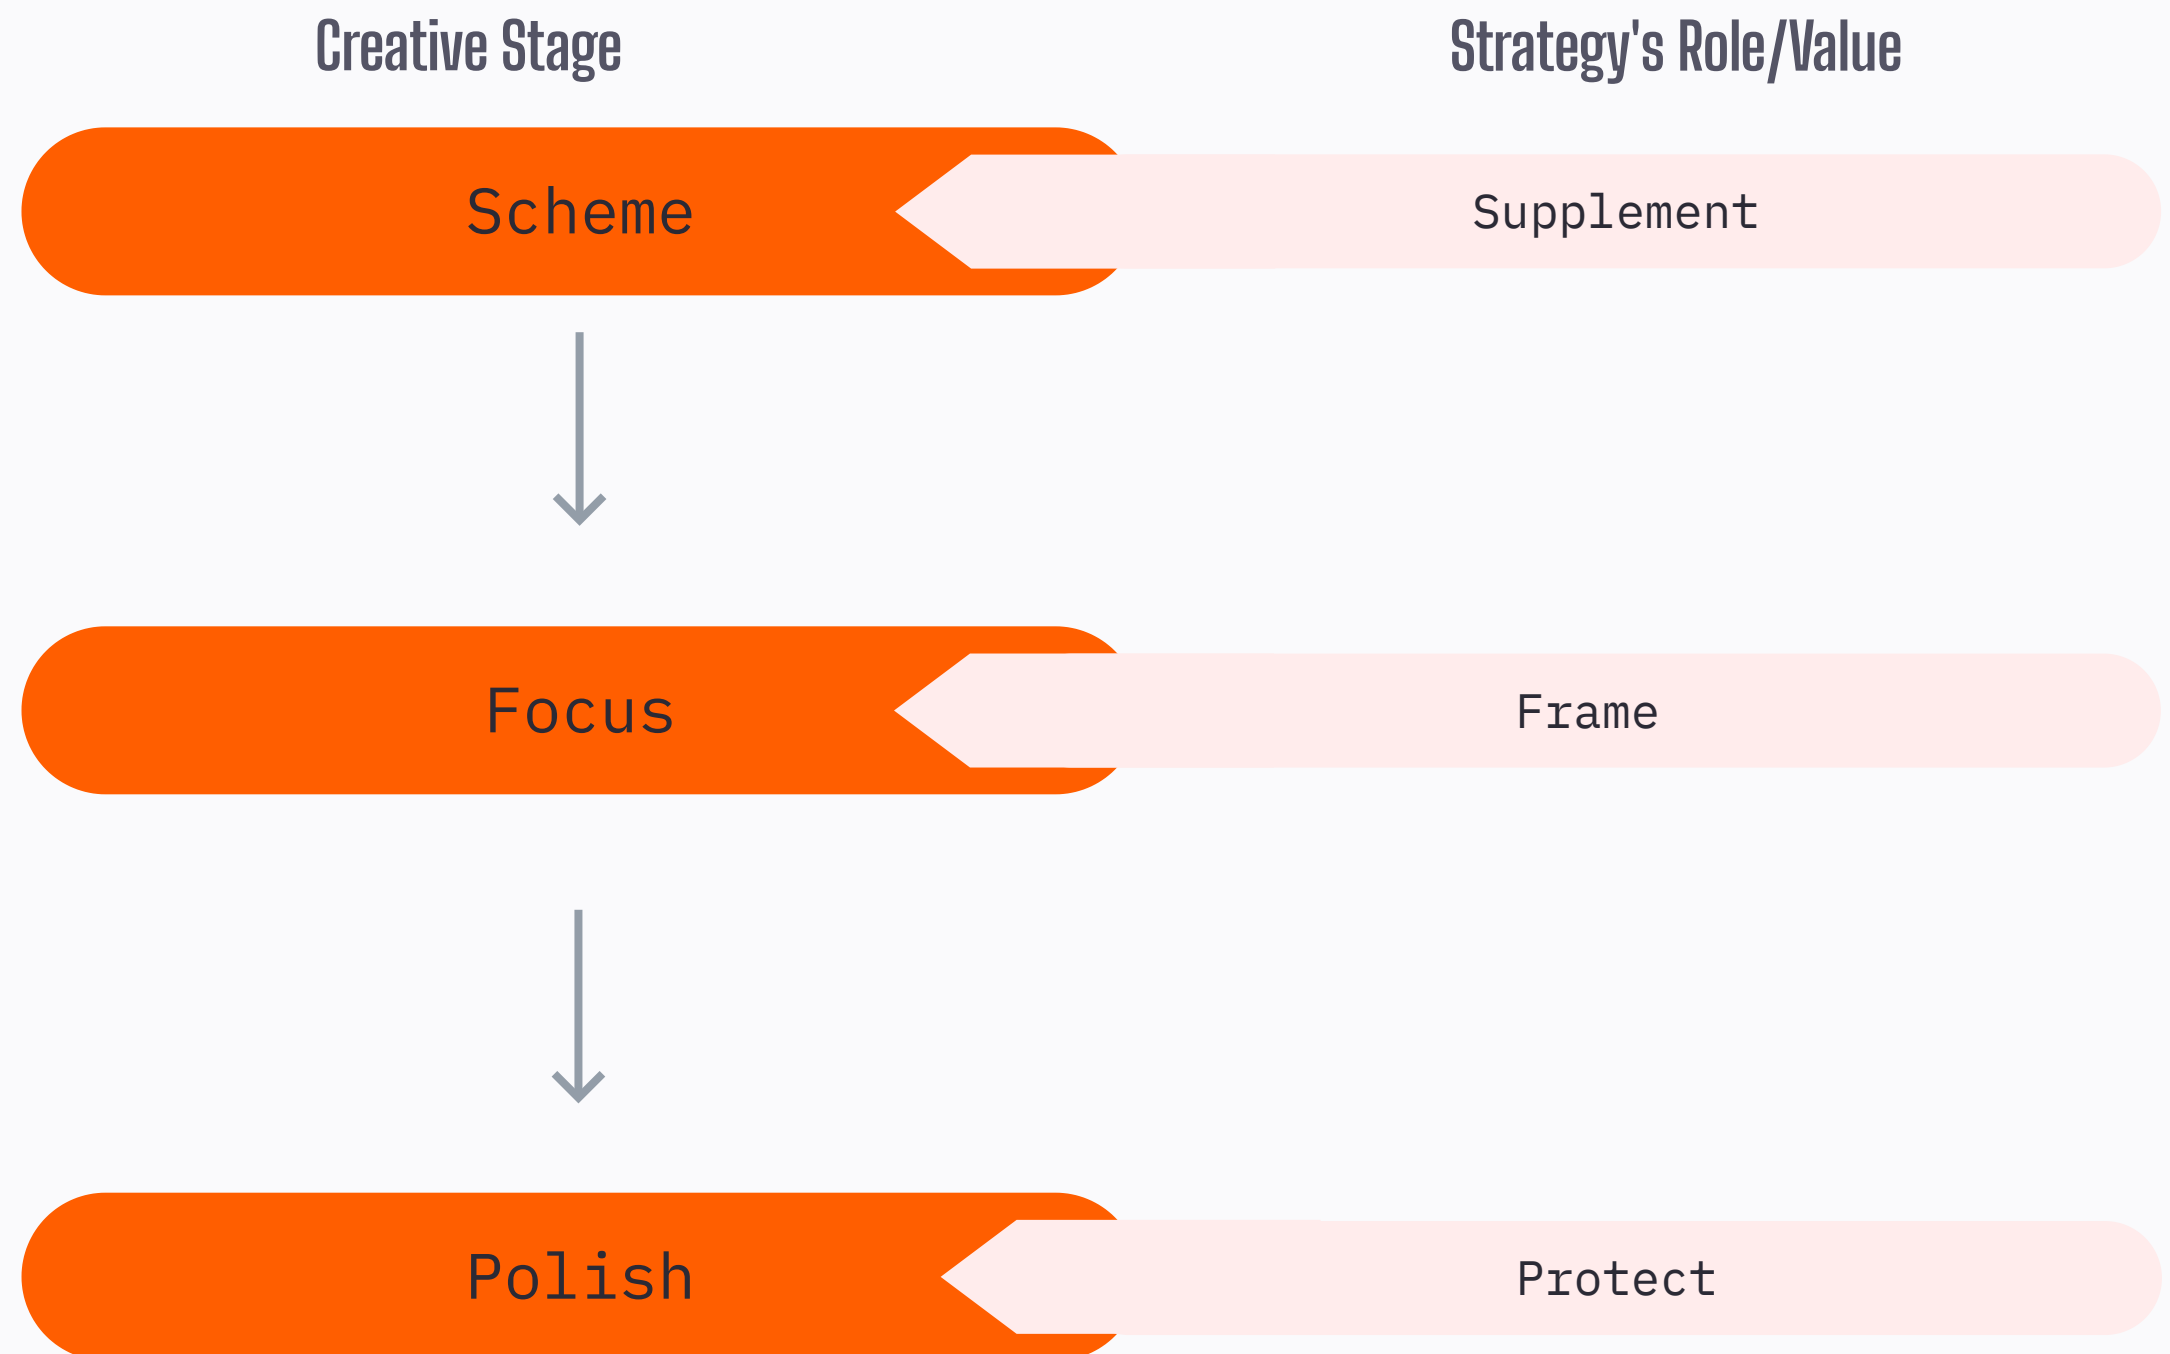 Creative Stage
Strategy's Role/Value
Scheme
Supplement
Focus
Frame
Polish
Protect